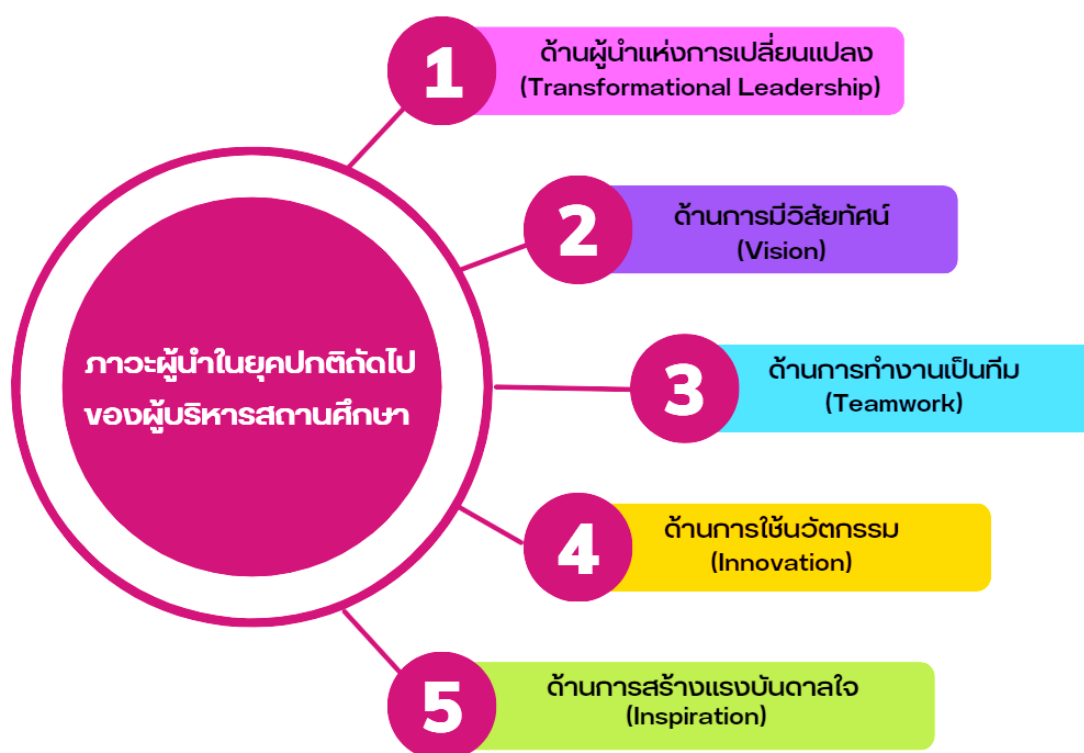 1
ด้านผู้นำแห่งการเปลี่ยนแปลง
(Transformational Leadership)
2
ด้านการมีวิสัยทัศน์
(Vision)
ภาวะผู้นำในยุคปกติถัดไป
ของผู้บริหารสถานศึกษา
3
ด้านการทำงานเป็นทีม
(Teamwork)
4
ด้านการใช้นวัตกรรม
(Innovation)
5
ด้านการสร้างแรงบันดาลใจ
(Inspiration)